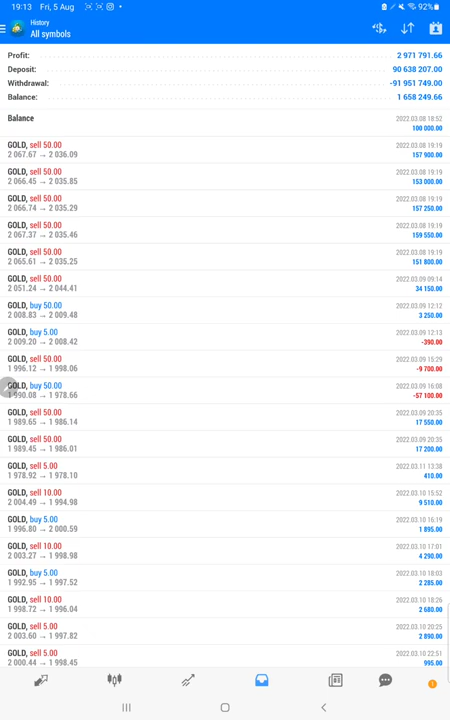 19:13 Fri, 5 Aug 92%
History
All symbols
Profit: 2 971 791.66
Deposit: 90 638 207.00
Withdrawal: -91 951 749.00
Balance: 1 658 249.66
Balance 2022.03.08 18:52
100 000.00
GOLD, sell 50.00 2022.03.08 19:19
2 067.67 → 2 036.09 157 900.00
GOLD, sell 50.00 2022.03.08 19:19
2 066.45 → 2 035.85 153 000.00
GOLD, sell 50.00 2022.03.08 19:19
2 066.74 → 2 035.29 157 250.00
GOLD, sell 50.00 2022.03.08 19:19
2 067.37 → 2 035.46 159 550.00
GOLD, sell 50.00 2022.03.08 19:19
2 065.61 → 2 035.25 151 800.00
GOLD, sell 50.00 2022.03.09 09:14
2 051.24 → 2 044.41 34 150.00
GOLD, buy 50.00 2022.03.09 12:12
2 008.83 → 2 009.48 3 250.00
GOLD, buy 5.00 2022.03.09 12:13
2 009.20 → 2 008.42 -390.00
GOLD, sell 50.00 2022.03.09 15:29
1 996.12 → 1 998.06 -9 700.00
GOLD, buy 50.00 2022.03.09 16:08
1 990.08 → 1 978.66 -57 100.00
GOLD, sell 50.00 2022.03.09 20:35
1 989.65 → 1 986.14 17 550.00
GOLD, sell 50.00 2022.03.09 20:35
1 989.45 → 1 986.01 17 200.00
GOLD, sell 5.00 2022.03.11 13:38
1 978.92 → 1 978.10 410.00
GOLD, sell 10.00 2022.03.10 15:52
2 004.49 → 1 994.98 9 510.00
GOLD, buy 5.00 2022.03.10 16:19
1 996.80 → 2 000.59 1 895.00
GOLD, sell 10.00 2022.03.10 17:01
2 003.27 → 1 998.98 4 290.00
GOLD, buy 5.00 2022.03.10 18:03
1 992.95 → 1 997.52 2 285.00
GOLD, sell 10.00 2022.03.10 18:26
1 998.72 → 1 996.04 2 680.00
GOLD, sell 5.00 2022.03.10 20:25
2 003.60 → 1 997.82 2 890.00
GOLD, sell 5.00 2022.03.10 22:51
2 000.44 → 1 998.45 995.00